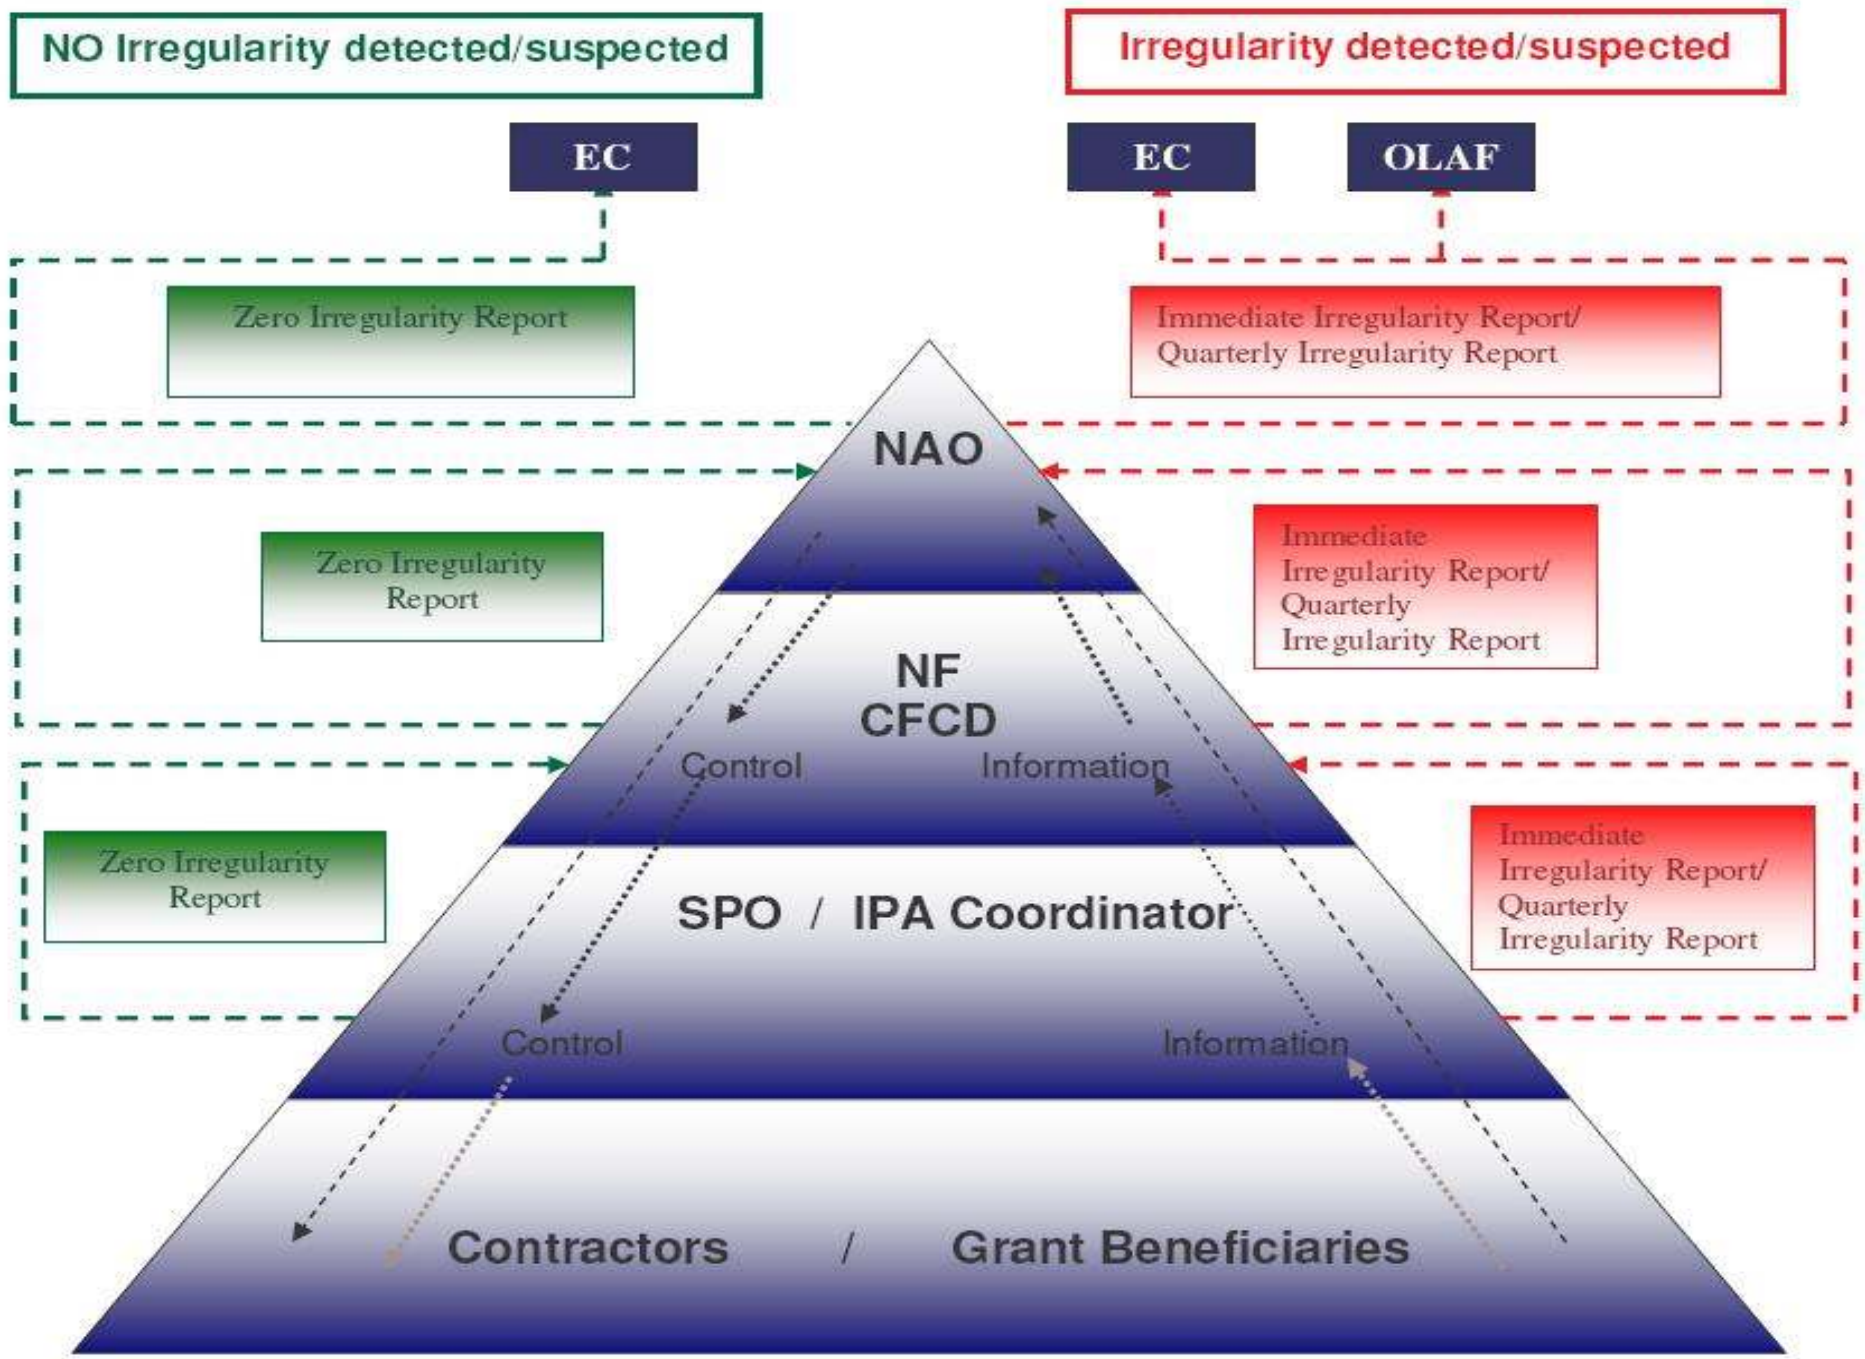 NO Irregularity detected/suspected
Irregularity detected/suspected
EC
EC
OLAF
Zero Irregularity Report
Immediate Irregularity Report/
Quarterly Irregularity Report
NAO
Zero Irregularity
Report
Immediate
Irregularity Report/
Quarterly
Irregularity Report
NF
CFCD
Control
Information
Zero Irregularity
Report
Immediate
Irregularity Report/
Quarterly
Irregularity Report
SPO / IPA Coordinator
Control
Information
Contractors / Grant Beneficiaries